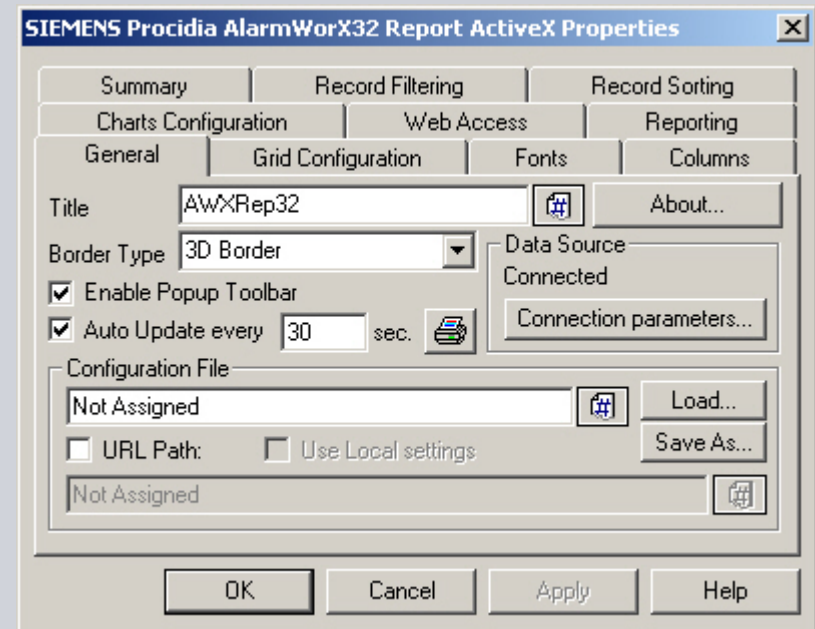 SIEMENS Procidia AlarmWorX32 Report ActiveX Properties
Summary Record Filtering Record Sorting
Charts Configuration Web Access Reporting
General Grid Configuration Fonts Columns
Title AWXRep32 # About...
Border Type 3D Border Data Source
Connected
Enable Popup Toolbar
Auto Update every 30 sec. Connection parameters...
Configuration File
Not Assigned # Load...
URL Path: Use Local settings Save As...
Not Assigned #
OK Cancel Apply Help